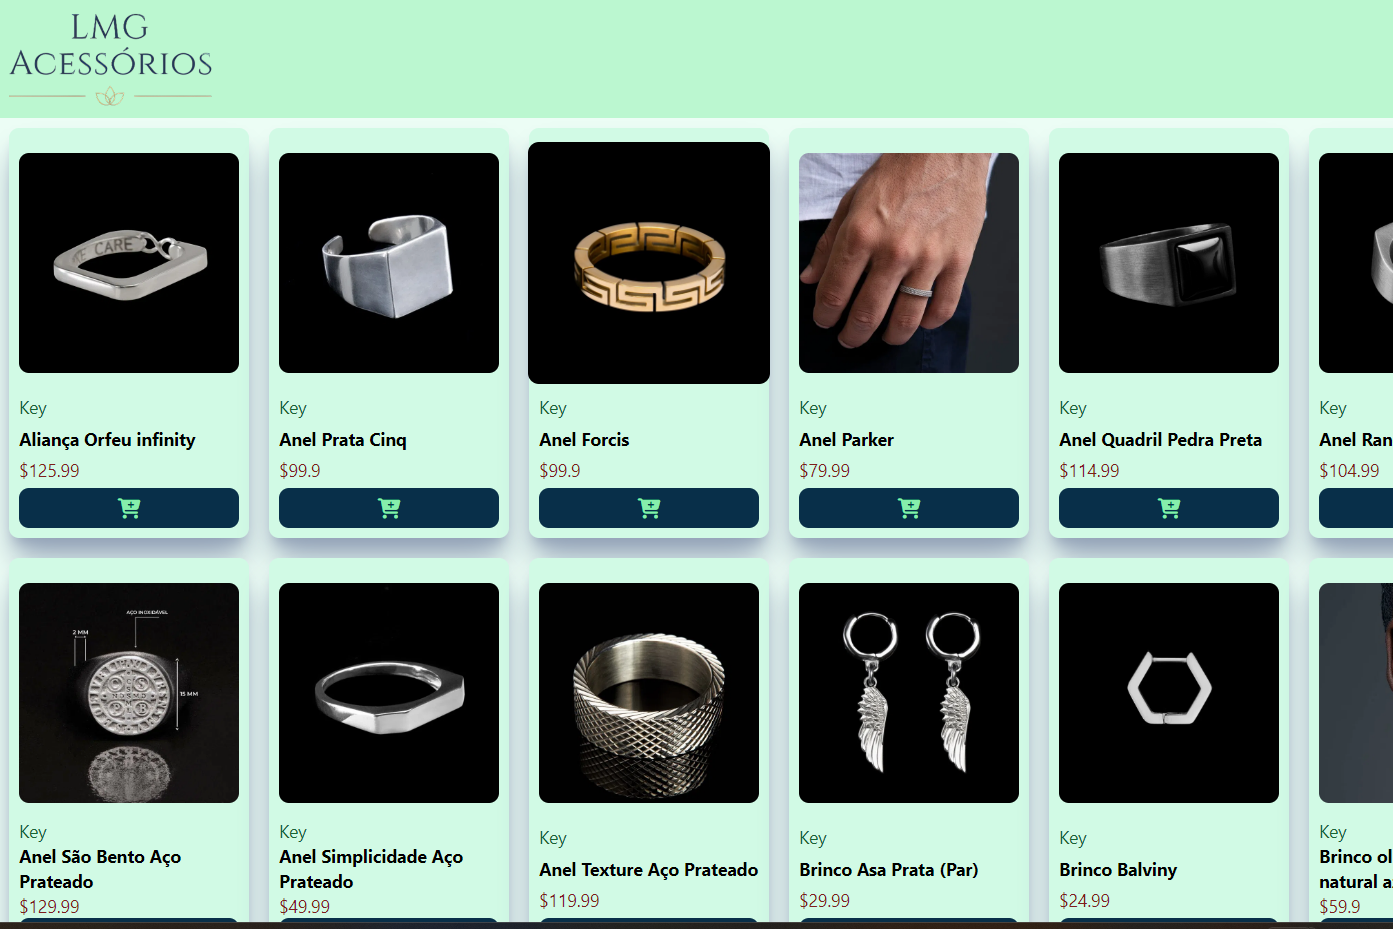 LMG
ACESSÓRIOS
CARE
Key
Key
Key
Key
Key
Key
Aliança Orfeu infinity
Anel Prata Cinq
Anel Forcis
Anel Parker
Anel Quadril Pedra Preta
Anel Ran
$125.99
$99.9
$99.9
$79.99
$114.99
$104.99
AÇO INOXIDÁVEL
2 MM
15 MM
Key
Anel São Bento Aço
Prateado
$129.99
Key
Anel Simplicidade Aço
Prateado
$49.99
Key
Anel Texture Aço Prateado
$119.99
Key
Brinco Asa Prata (Par)
$29.99
Key
Brinco Balviny
$24.99
Key
Brinco ol
natural a
$59.9